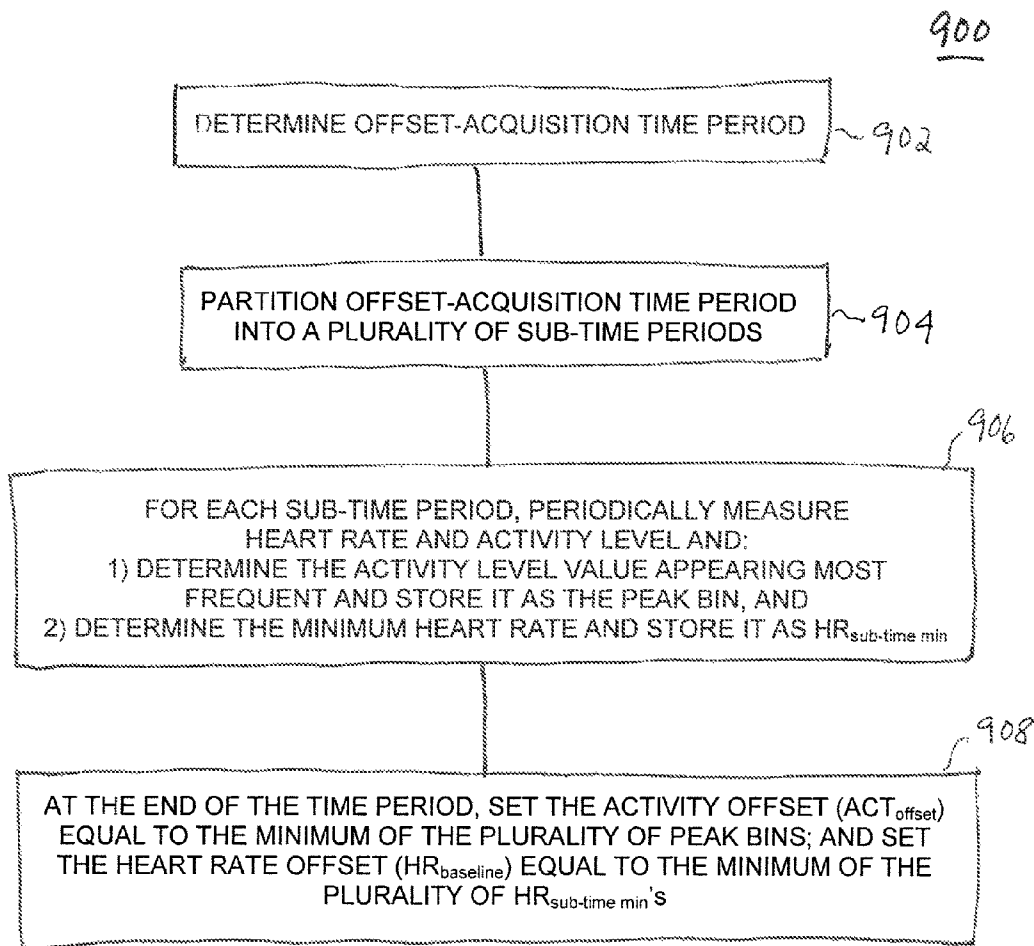 900
DETERMINE OFFSET-ACQUISITION TIME PERIOD
902
PARTITION OFFSET-ACQUISITION TIME PERIOD
INTO A PLURALITY OF SUB-TIME PERIODS
904
906
FOR EACH SUB-TIME PERIOD, PERIODICALLY MEASURE
HEART RATE AND ACTIVITY LEVEL AND:
1) DETERMINE THE ACTIVITY LEVEL VALUE APPEARING MOST
FREQUENT AND STORE IT AS THE PEAK BIN, AND
2) DETERMINE THE MINIMUM HEART RATE AND STORE IT AS HRsub-time min
908
AT THE END OF THE TIME PERIOD, SET THE ACTIVITY OFFSET (ACToffset)
EQUAL TO THE MINIMUM OF THE PLURALITY OF PEAK BINS; AND SET
THE HEART RATE OFFSET (HRbaseline) EQUAL TO THE MINIMUM OF THE
PLURALITY OF HRsub-time min's